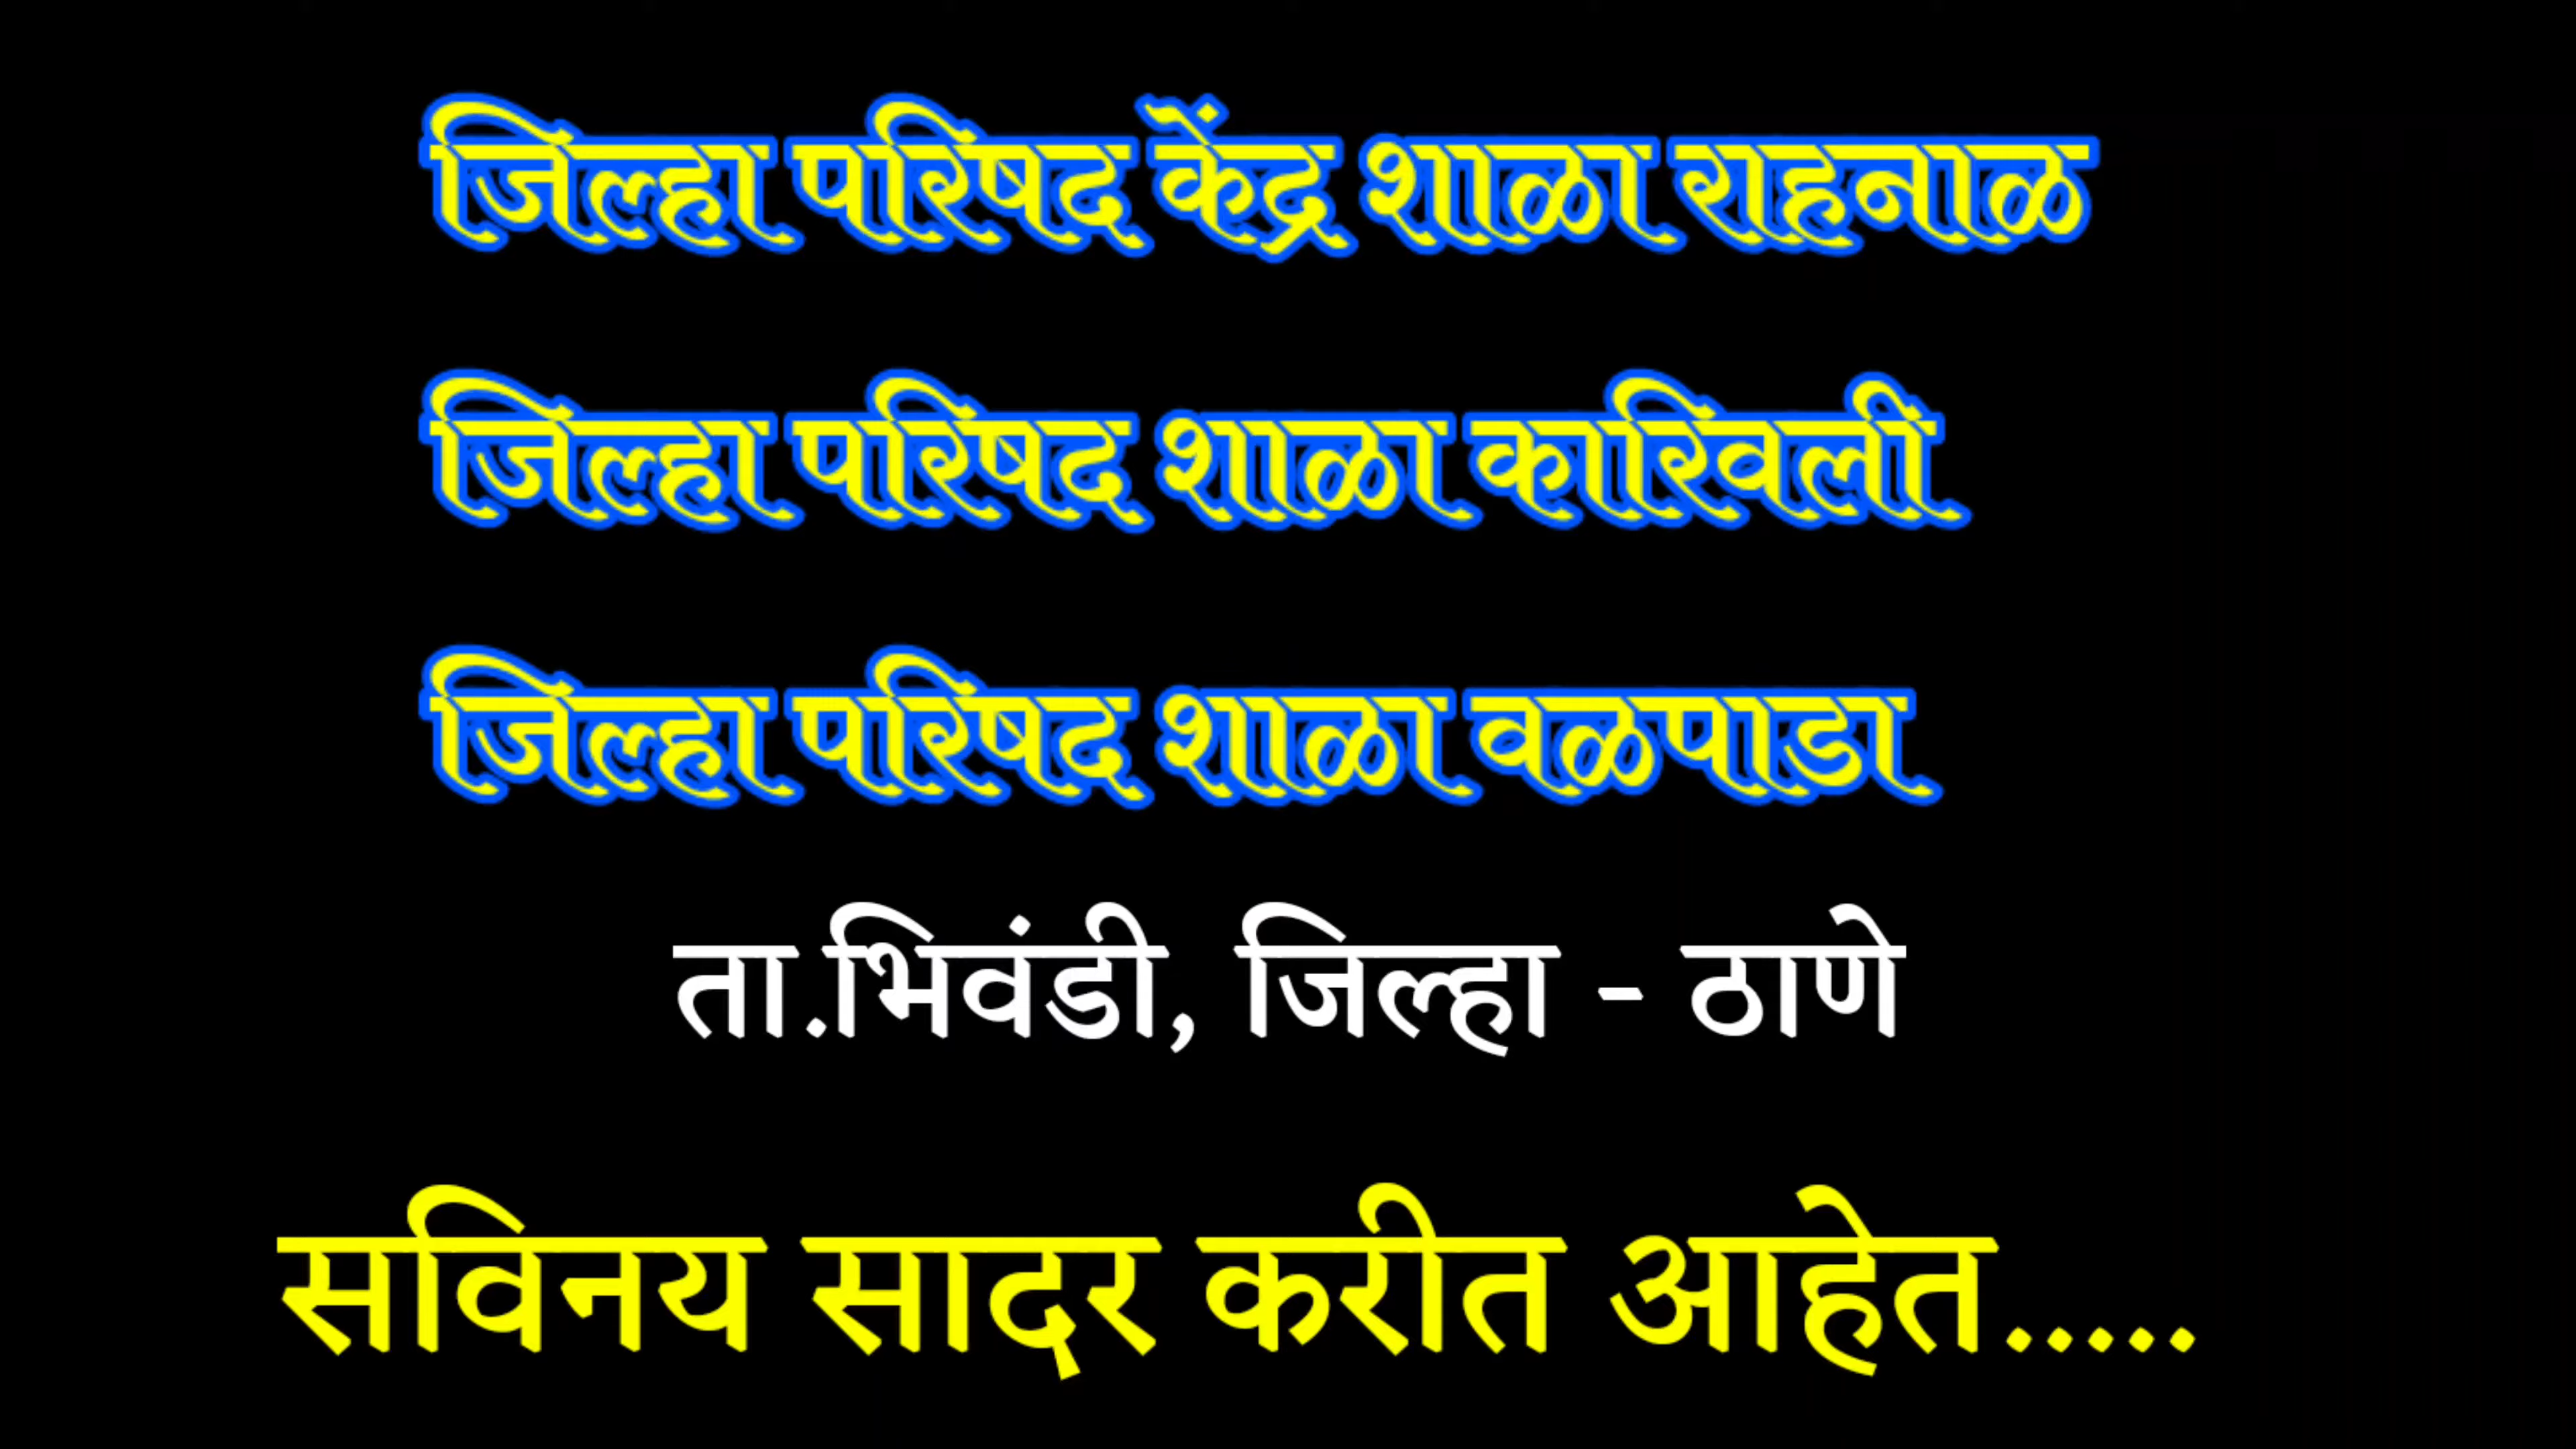 जिल्हा परिषद केंद्र शाळा राहनाळ
जिल्हा परिषद शाळा कारिवली
जिल्हा परिषद शाळा वळपाडा
ता.भिवंडी, जिल्हा - ठाणे
सविनय सादर करीत आहेत.....